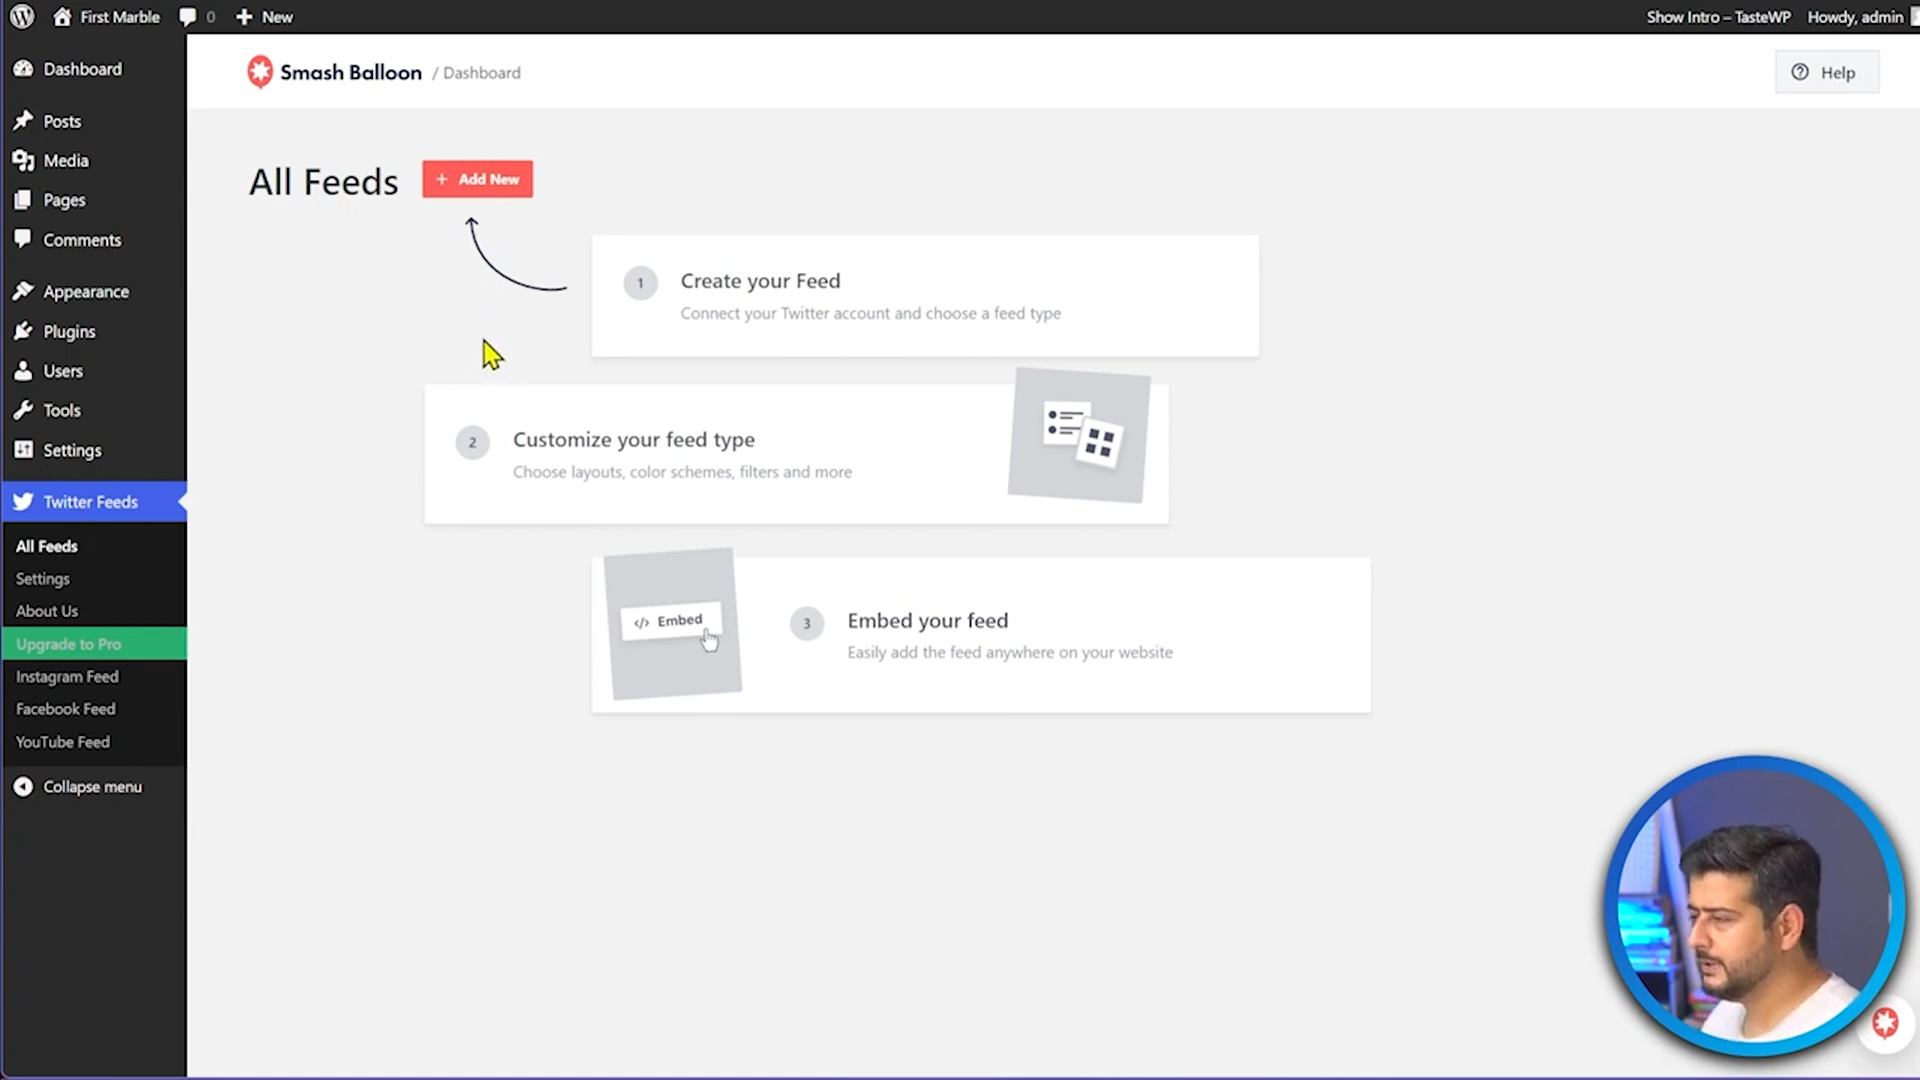 First Marble
0
New
Show Intro – TasteWP
Howdy, admin
Dashboard
Posts
Media
Pages
Comments
Appearance
Plugins
Users
Tools
Settings
Twitter Feeds
All Feeds
Settings
About Us
Upgrade to Pro
Instagram Feed
Facebook Feed
YouTube Feed
Collapse menu
Smash Balloon / Dashboard
Help
All Feeds
+ Add New
1
Create your Feed
Connect your Twitter account and choose a feed type
2
Customize your feed type
Choose layouts, color schemes, filters and more
</> Embed
3
Embed your feed
Easily add the feed anywhere on your website